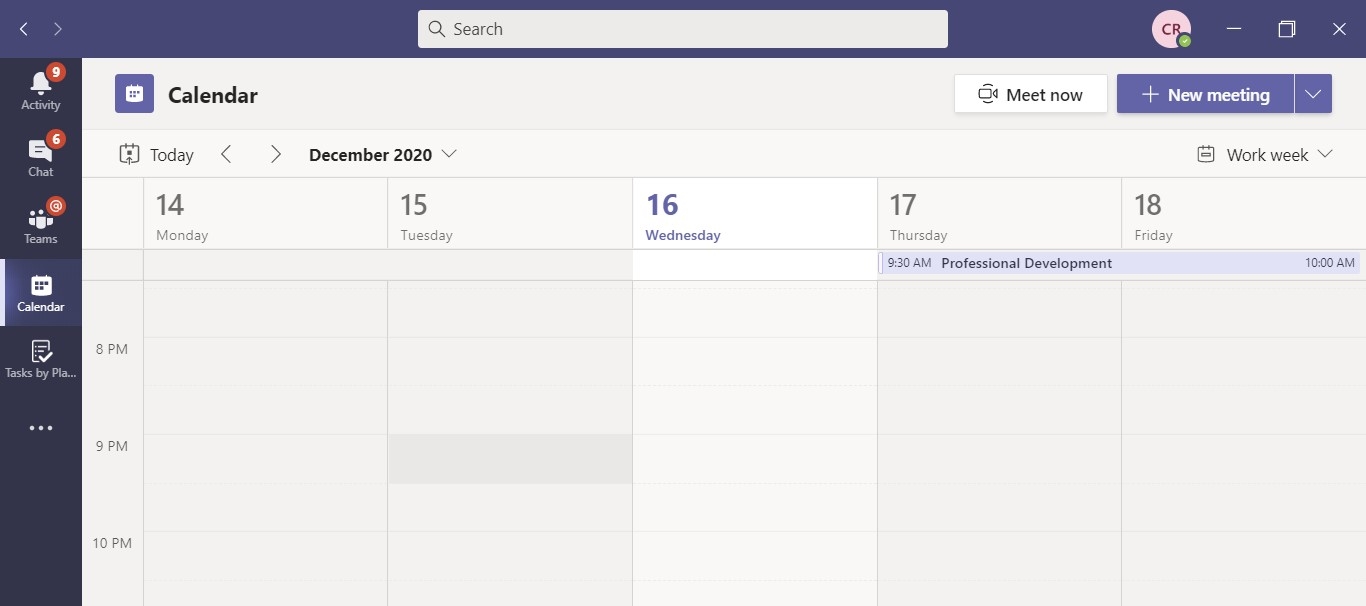 Search
CR
9
Activity
6
Chat
@
Teams
Calendar
Tasks by Pla...
Calendar
Meet now
New meeting
Today
December 2020
Work week
14
Monday
15
Tuesday
16
Wednesday
17
Thursday
18
Friday
9:30 AM Professional Development 10:00 AM
8 PM
9 PM
10 PM